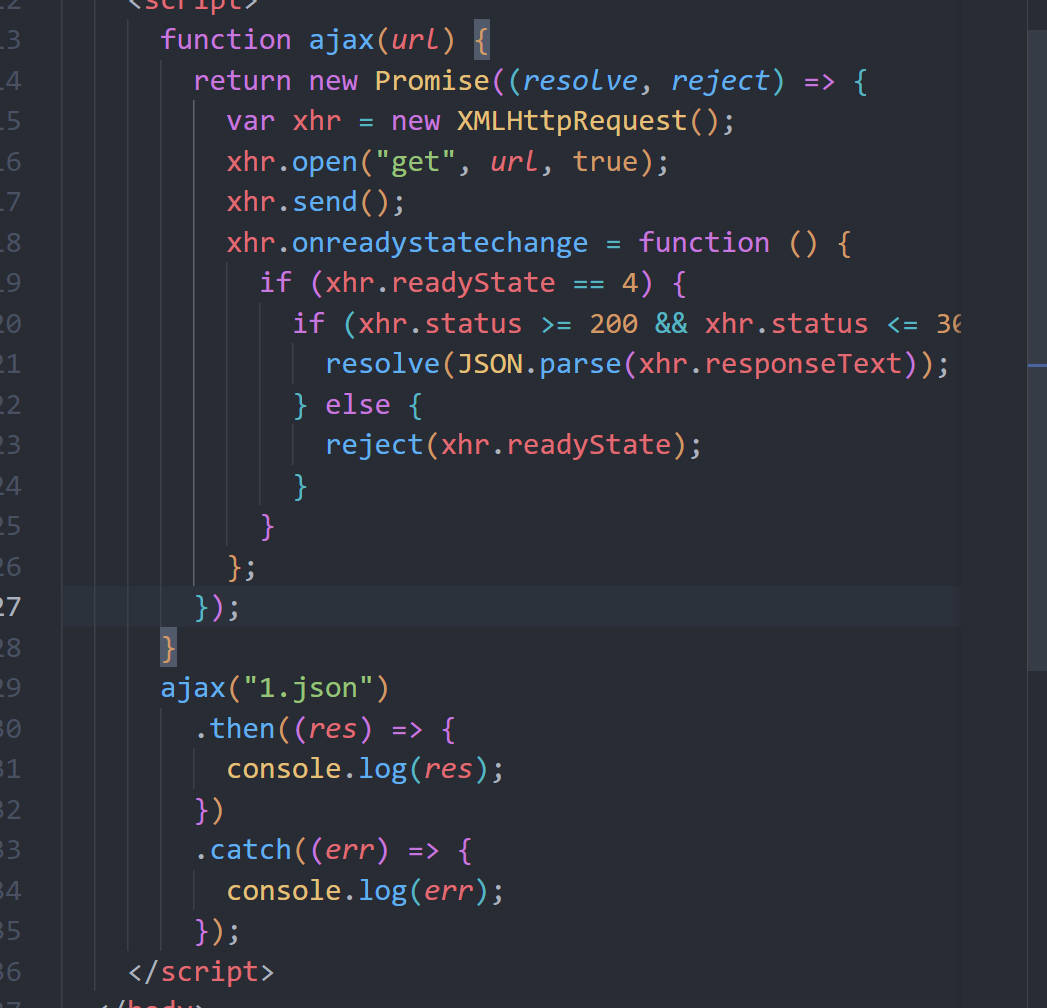 <script>
13 function ajax(url) {
14 return new Promise((resolve, reject) => {
15 var xhr = new XMLHttpRequest();
16 xhr.open("get", url, true);
17 xhr.send();
18 xhr.onreadystatechange = function () {
19 if (xhr.readyState == 4) {
20 if (xhr.status >= 200 && xhr.status <= 30
21 resolve(JSON.parse(xhr.responseText));
22 } else {
23 reject(xhr.readyState);
24 }
25 }
26 };
27 });
28 }
29 ajax("1.json")
30 .then((res) => {
31 console.log(res);
32 })
33 .catch((err) => {
34 console.log(err);
35 });
36 </script>
</body>